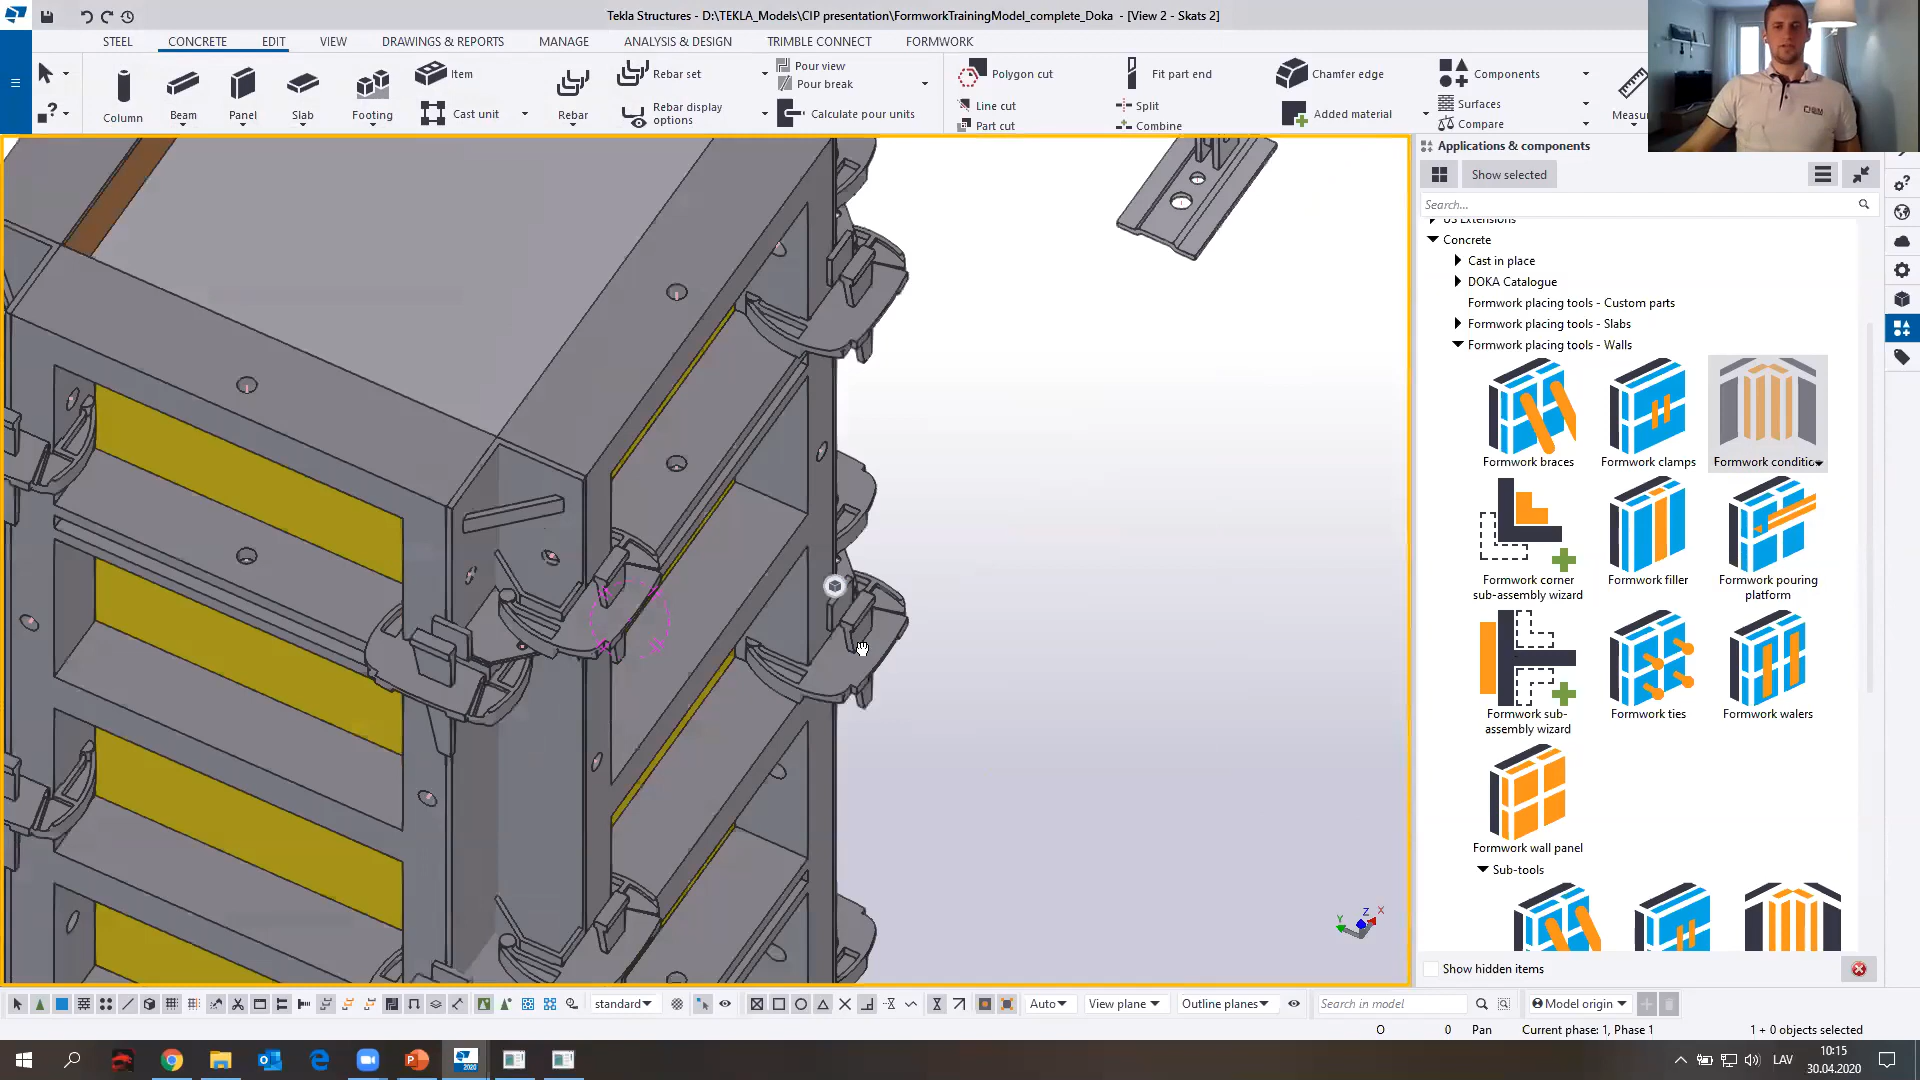 Tekla Structures - D:\TEKLA_Models\CIP presentation\FormworkTrainingModel_complete_Doka - [View 2 - Skats 2]
STEEL CONCRETE EDIT VIEW DRAWINGS & REPORTS MANAGE ANALYSIS & DESIGN TRIMBLE CONNECT FORMWORK
Column
Beam
Panel
Slab
Footing
Item
Cast unit
Rebar
Rebar set
Rebar display
options
Pour view
Pour break
Calculate pour units
Polygon cut
Line cut
Part cut
Fit part end
Split
Combine
Chamfer edge
Added material
Components
Surfaces
Compare
Applications & components
Show selected
Search...
US Extensions
Concrete
Cast in place
DOKA Catalogue
Formwork placing tools - Custom parts
Formwork placing tools - Slabs
Formwork placing tools - Walls
Formwork braces
Formwork clamps
Formwork conditic
Formwork corner
sub-assembly wizard
Formwork filler
Formwork pouring
platform
Formwork sub-
assembly wizard
Formwork ties
Formwork walers
Formwork wall panel
Sub-tools
Show hidden items
Y
Z
X
standard
Auto
View plane
Outline planes
Search in model
Model origin
O 0 Pan Current phase: 1, Phase 1 1 + 0 objects selected
2020
LAV
10:15
30.04.2020